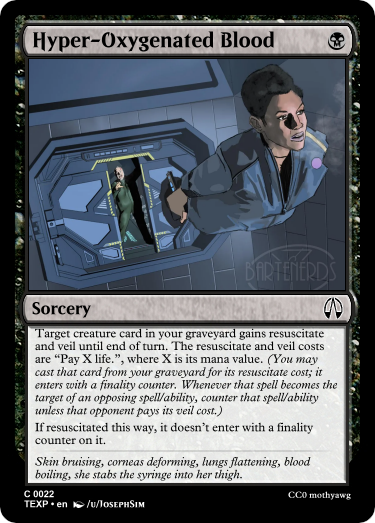 Hyper-Oxygenated Blood
BARTENERDS
Sorcery
Target creature card in your graveyard gains resuscitate
and veil until end of turn. The resuscitate and veil costs
are “Pay X life.”, where X is its mana value. (You may
cast that card from your graveyard for its resuscitate cost; it
enters with a finality counter. Whenever that spell becomes the
target of an opposing spell/ability, counter that spell/ability
unless that opponent pays its veil cost.)
If resuscitated this way, it doesn’t enter with a finality
counter on it.
Skin bruising, corneas deforming, lungs flattening, blood
boiling, she stabs the syringe into her thigh.
C 0022
TEXP • en /u/JosephSim
CC0 mothyawg